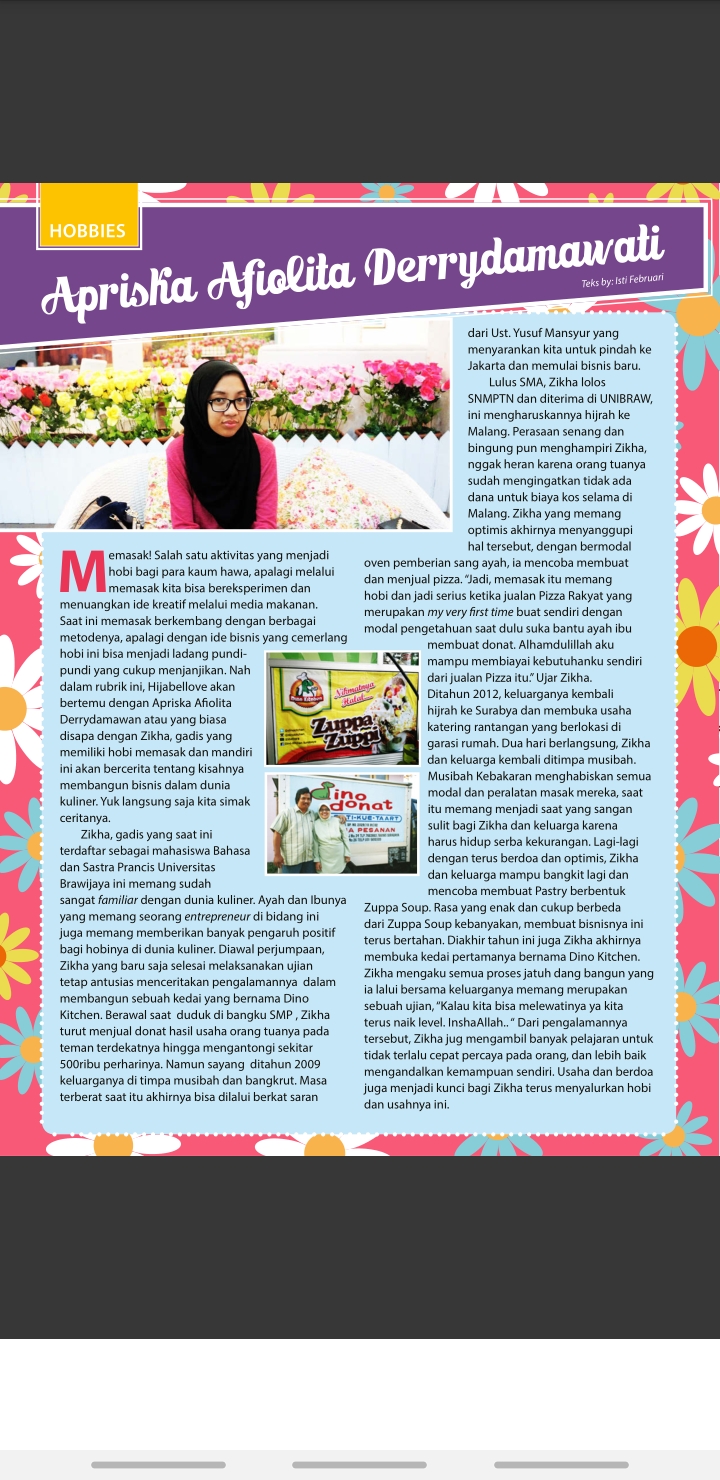 HOBBIES
Apriska Afiolita Derrydamawati
Teks by: Isti Februari
Memasak! Salah satu aktivitas yang menjadi
hobi bagi para kaum hawa, apalagi melalui
memasak kita bisa bereksperimen dan
menuangkan ide kreatif melalui media makanan.
Saat ini memasak berkembang dengan berbagai
metodenya, apalagi dengan ide bisnis yang cemerlang
hobi ini bisa menjadi ladang pundi-
pundi yang cukup menjanjikan. Nah
dalam rubrik ini, Hijabellove akan
bertemu dengan Apriska Afiolita
Derrydamawan atau yang biasa
disapa dengan Zikha, gadis yang
memiliki hobi memasak dan mandiri
ini akan bercerita tentang kisahnya
membangun bisnis dalam dunia
kuliner. Yuk langsung saja kita simak
ceritanya.
Zikha, gadis yang saat ini
terdaftar sebagai mahasiswa Bahasa
dan Sastra Prancis Universitas
Brawijaya ini memang sudah
sangat familiar dengan dunia kuliner. Ayah dan Ibunya
yang memang seorang entrepreneur di bidang ini
juga memang memberikan banyak pengaruh positif
bagi hobinya di dunia kuliner. Diawal perjumpaan,
Zikha yang baru saja selesai melaksanakan ujian
tetap antusias menceritakan pengalamannya dalam
membangun sebuah kedai yang bernama Dino
Kitchen. Berawal saat duduk di bangku SMP , Zikha
turut menjual donat hasil usaha orang tuanya pada
teman terdekatnya hingga mengantongi sekitar
500ribu perharinya. Namun sayang ditahun 2009
keluarganya di timpa musibah dan bangkrut. Masa
terberat saat itu akhirnya bisa dilalui berkat saran
Nikmatnya
Halal...
Zuppa
Zuppi
ino
donat
TI-KUE-TAART
A PESANAN
dari Ust. Yusuf Mansyur yang
menyarankan kita untuk pindah ke
Jakarta dan memulai bisnis baru.
Lulus SMA, Zikha lolos
SNMPTN dan diterima di UNIBRAW,
ini mengharuskannya hijrah ke
Malang. Perasaan senang dan
bingung pun menghampiri Zikha,
nggak heran karena orang tuanya
sudah mengingatkan tidak ada
dana untuk biaya kos selama di
Malang. Zikha yang memang
optimis akhirnya menyanggupi
hal tersebut, dengan bermodal
oven pemberian sang ayah, ia mencoba membuat
dan menjual pizza. "Jadi, memasak itu memang
hobi dan jadi serius ketika jualan Pizza Rakyat yang
merupakan my very first time buat sendiri dengan
modal pengetahuan saat dulu suka bantu ayah ibu
membuat donat. Alhamdulillah aku
mampu membiayai kebutuhanku sendiri
dari jualan Pizza itu." Ujar Zikha.
Ditahun 2012, keluarganya kembali
hijrah ke Surabya dan membuka usaha
katering rantangan yang berlokasi di
garasi rumah. Dua hari berlangsung, Zikha
dan keluarga kembali ditimpa musibah.
Musibah Kebakaran menghabiskan semua
modal dan peralatan masak mereka, saat
itu memang menjadi saat yang sangan
sulit bagi Zikha dan keluarga karena
harus hidup serba kekurangan. Lagi-lagi
dengan terus berdoa dan optimis, Zikha
dan keluarga mampu bangkit lagi dan
mencoba membuat Pastry berbentuk
Zuppa Soup. Rasa yang enak dan cukup berbeda
dari Zuppa Soup kebanyakan, membuat bisnisnya ini
terus bertahan. Diakhir tahun ini juga Zikha akhirnya
membuka kedai pertamanya bernama Dino Kitchen.
Zikha mengaku semua proses jatuh dang bangun yang
ia lalui bersama keluarganya memang merupakan
sebuah ujian, "Kalau kita bisa melewatinya ya kita
terus naik level. InshaAllah.. " Dari pengalamannya
tersebut, Zikha jug mengambil banyak pelajaran untuk
tidak terlalu cepat percaya pada orang, dan lebih baik
mengandalkan kemampuan sendiri. Usaha dan berdoa
juga menjadi kunci bagi Zikha terus menyalurkan hobi
dan usahnya ini.